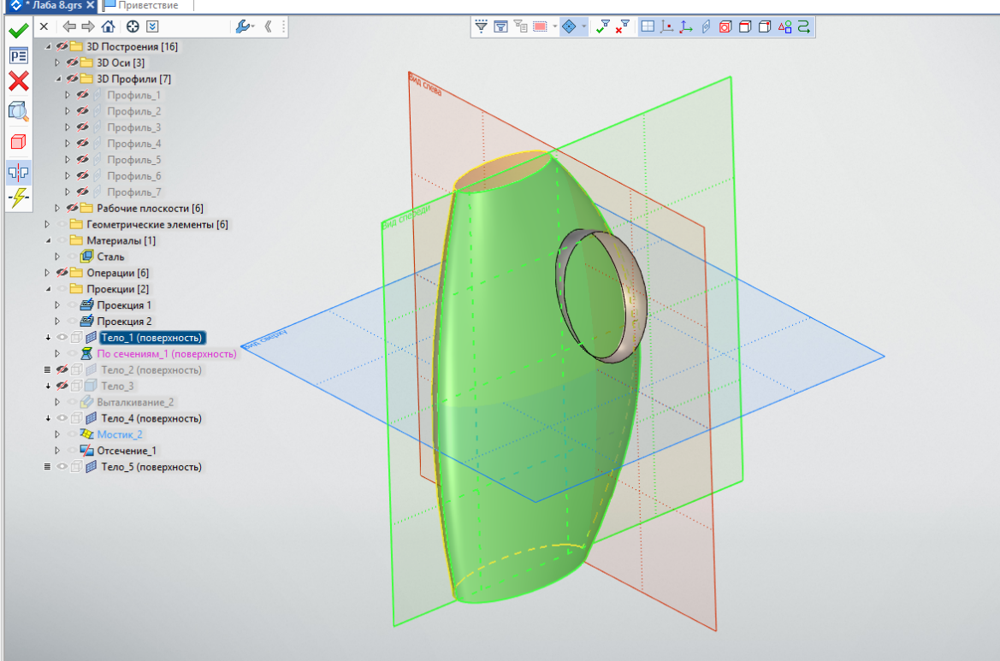 * Лаба 8.grs
Приветствие
3D Построения [16]
3D Оси [3]
3D Профили [7]
Профиль_1
Профиль_2
Профиль_3
Профиль_4
Профиль_5
Профиль_6
Профиль_7
Рабочие плоскости [6]
Геометрические элементы [6]
Материалы [1]
Сталь
Операции [6]
Проекции [2]
Проекция 1
Проекция 2
Тело_1 (поверхность)
По сечениям_1 (поверхность)
Тело_2 (поверхность)
Тело_3
Выталкивание_2
Тело_4 (поверхность)
Мостик_2
Отсечение_1
Тело_5 (поверхность)
Вид слева
Вид спереди
Вид сверху